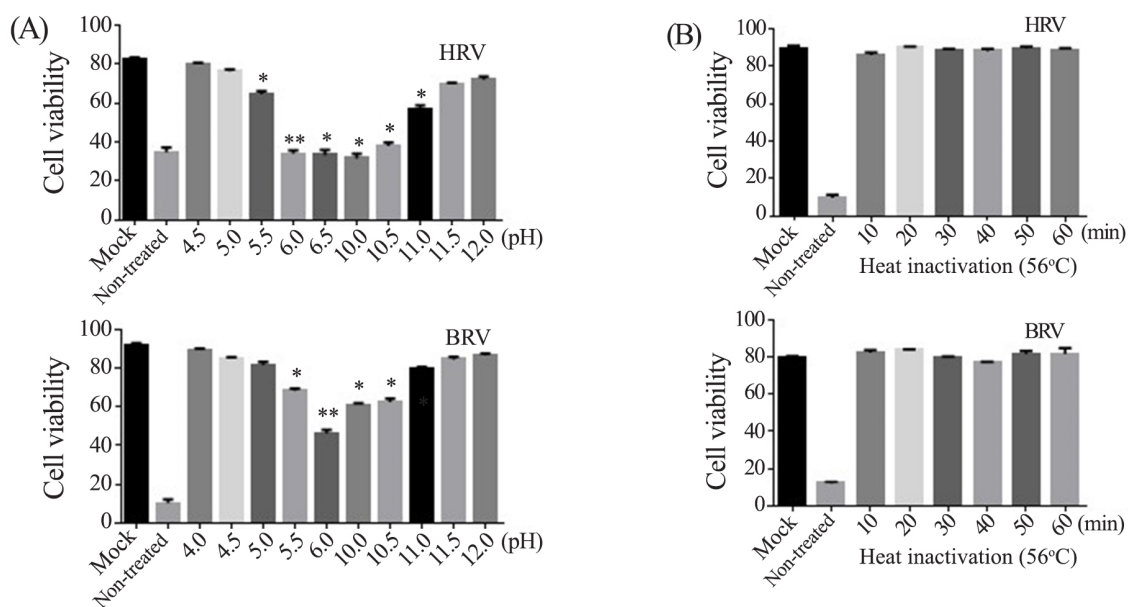 (A)
HRV
Cell viability
100
80
60
40
20
0
* ** * * * *
Mock Non-treated 4.5 5.0 5.5 6.0 6.5 10.0 10.5 11.0 11.5 12.0 (pH)
BRV
Cell viability
100
80
60
40
20
0
* ** * * *
Mock Non-treated 4.0 4.5 5.0 5.5 6.0 10.0 10.5 11.0 11.5 12.0 (pH)
(B)
HRV
Cell viability
100
80
60
40
20
0
Mock Non-treated 10 20 30 40 50 60 (min)
Heat inactivation (56°C)
BRV
Cell viability
100
80
60
40
20
0
Mock Non-treated 10 20 30 40 50 60 (min)
Heat inactivation (56°C)